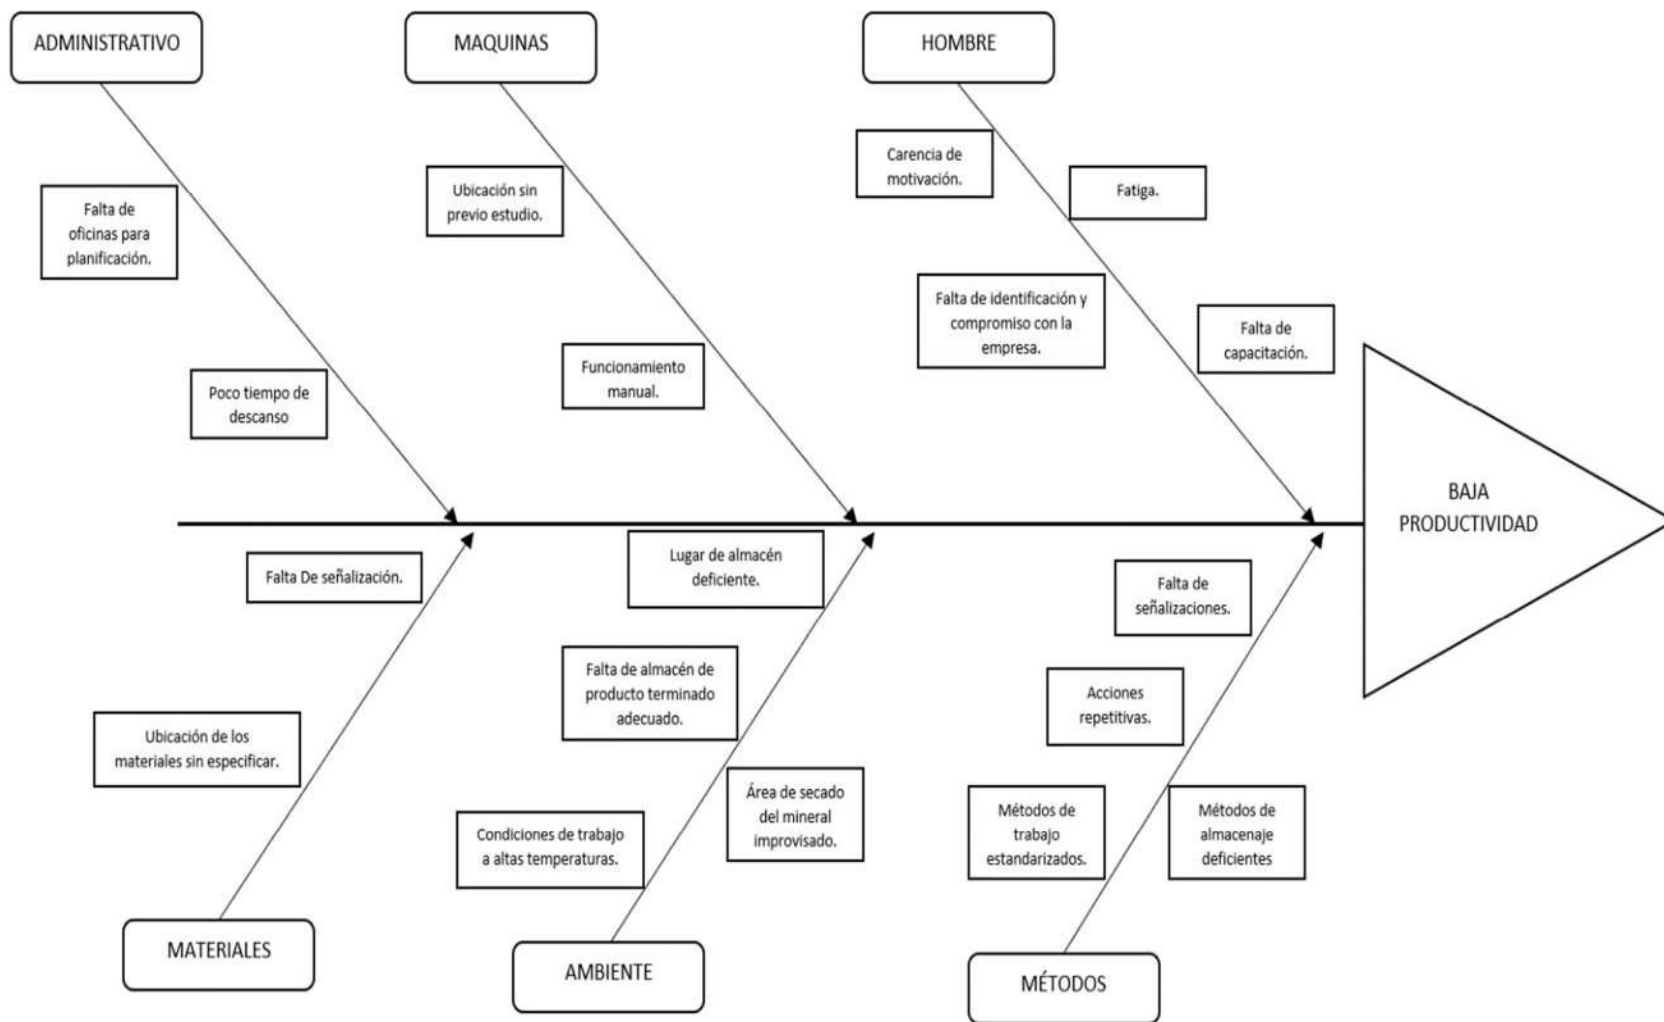 ADMINISTRATIVO
MAQUINAS
HOMBRE
Falta de
oficinas para
planificación.
Poco tiempo de
descanso
Ubicación sin
previo estudio.
Funcionamiento
manual.
Carencia de
motivación.
Fatiga.
Falta de identificación y
compromiso con la
empresa.
Falta de
capacitación.
BAJA
PRODUCTIVIDAD
Falta De señalización.
Ubicación de los
materiales sin especificar.
Lugar de almacén
deficiente.
Falta de almacén de
producto terminado
adecuado.
Condiciones de trabajo
a altas temperaturas.
Área de secado
del mineral
improvisado.
Falta de
señalizaciones.
Acciones
repetitivas.
Métodos de
trabajo
estandarizados.
Métodos de
almacenaje
deficientes
MATERIALES
AMBIENTE
MÉTODOS